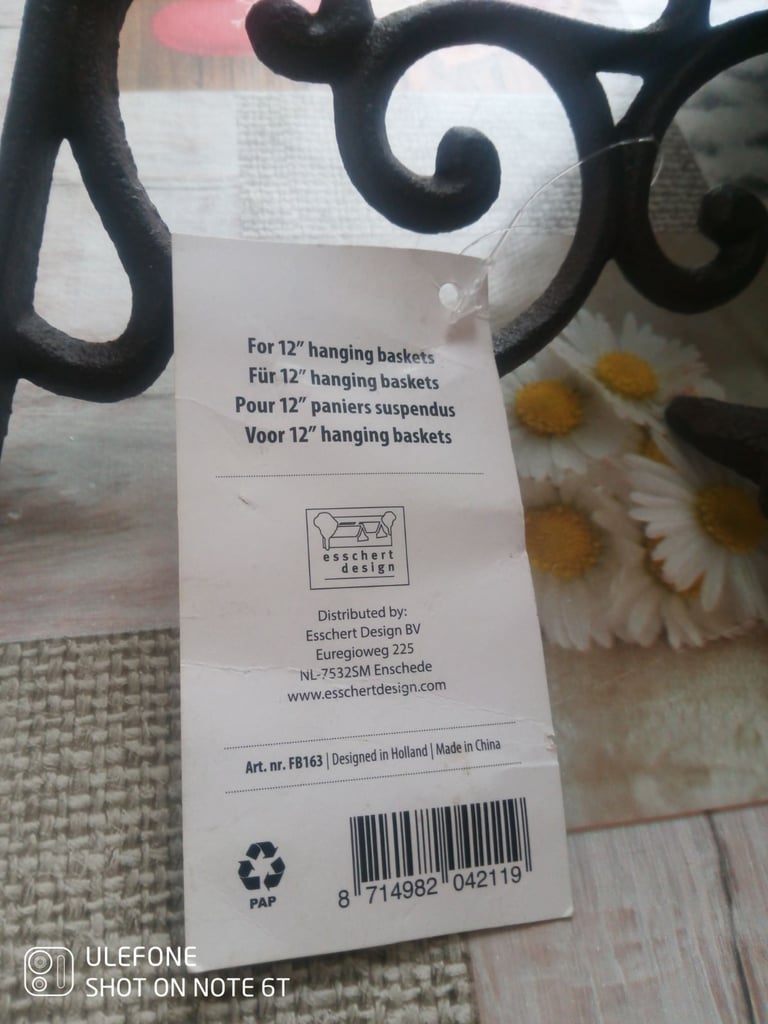 For 12" hanging baskets
Für 12" hanging baskets
Pour 12" paniers suspendus
Voor 12" hanging baskets
esschert
design
Distributed by:
Esschert Design BV
Euregioweg 225
NL-7532SM Enschede
www.esschertdesign.com
Art. nr. FB163 | Designed in Holland | Made in China
PAP
8 714982 042119
ULEFONE
SHOT ON NOTE 6T